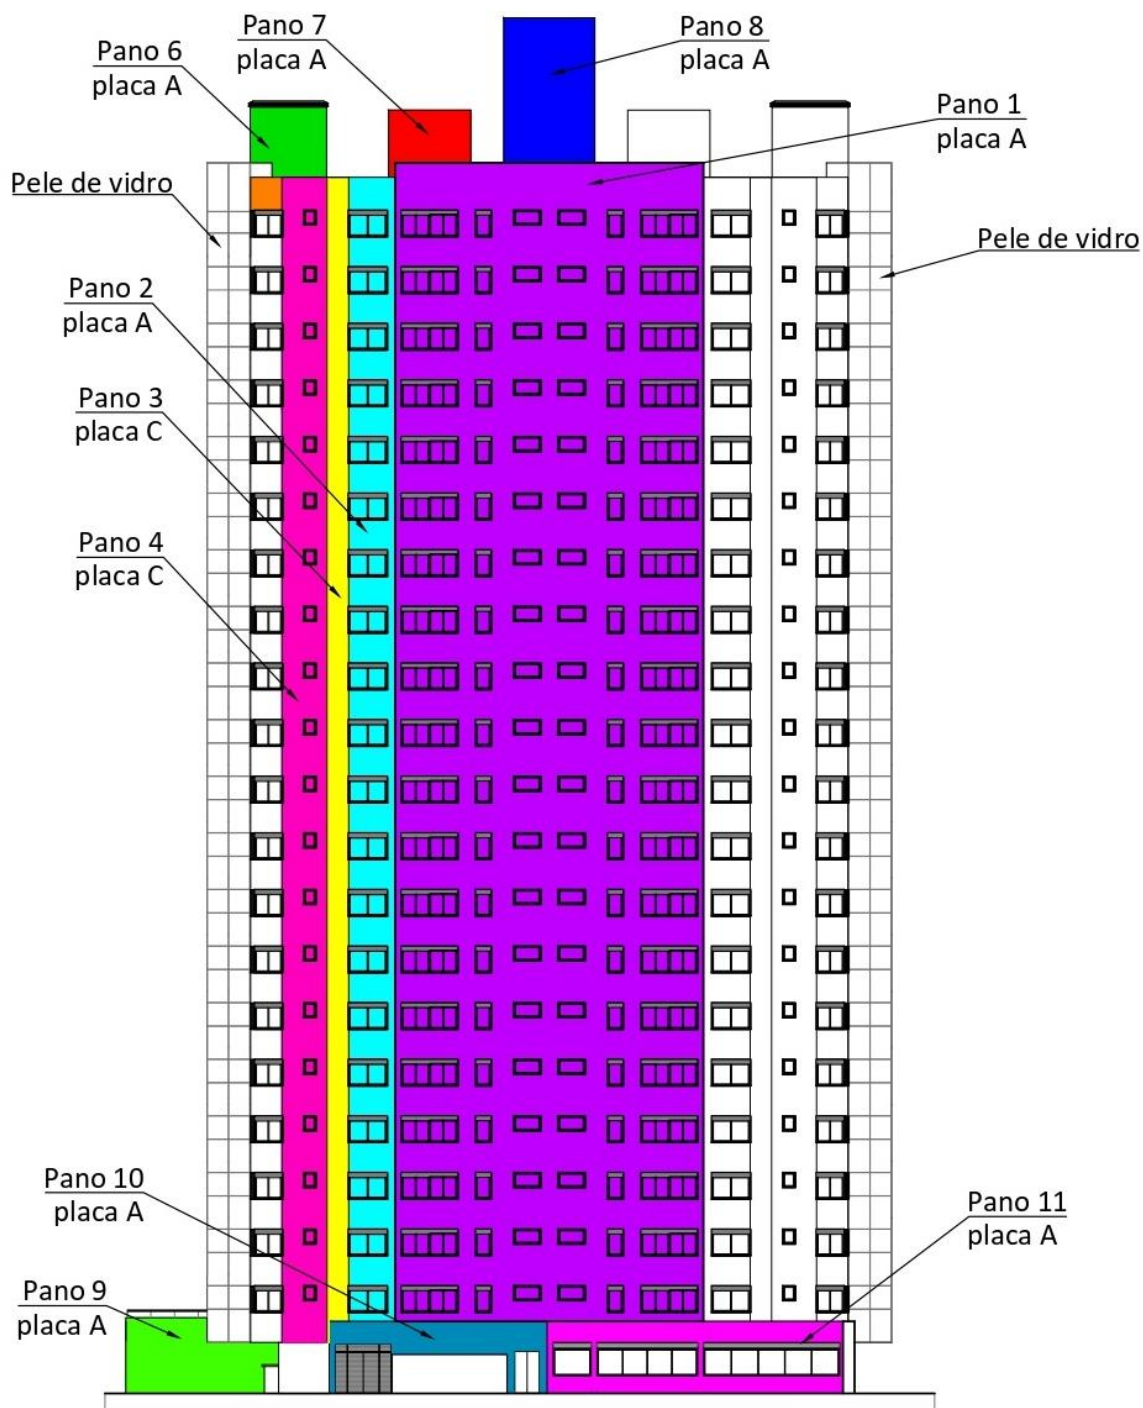 Pano 7
placa A
Pano 8
placa A
Pano 6
placa A
Pano 1
placa A
Pele de vidro
Pele de vidro
Pano 2
placa A
Pano 3
placa C
Pano 4
placa C
Pano 10
placa A
Pano 11
placa A
Pano 9
placa A